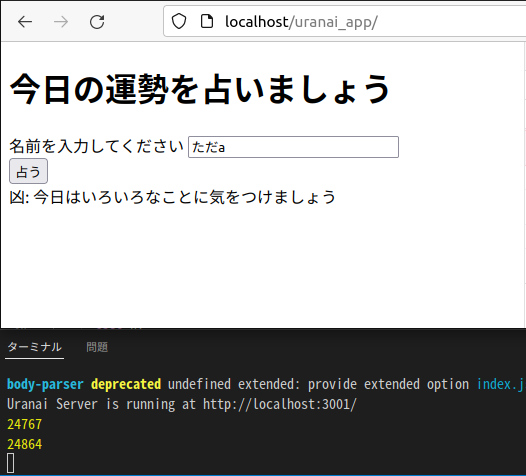 localhost/uranai_app/
今日の運勢を占いましょう
名前を入力してください ただa
占う
凶: 今日はいろいろなことに気をつけましょう
ターミナル 問題
body-parser deprecated undefined extended: provide extended option index.j
Uranai Server is running at http://localhost:3001/
24767
24864